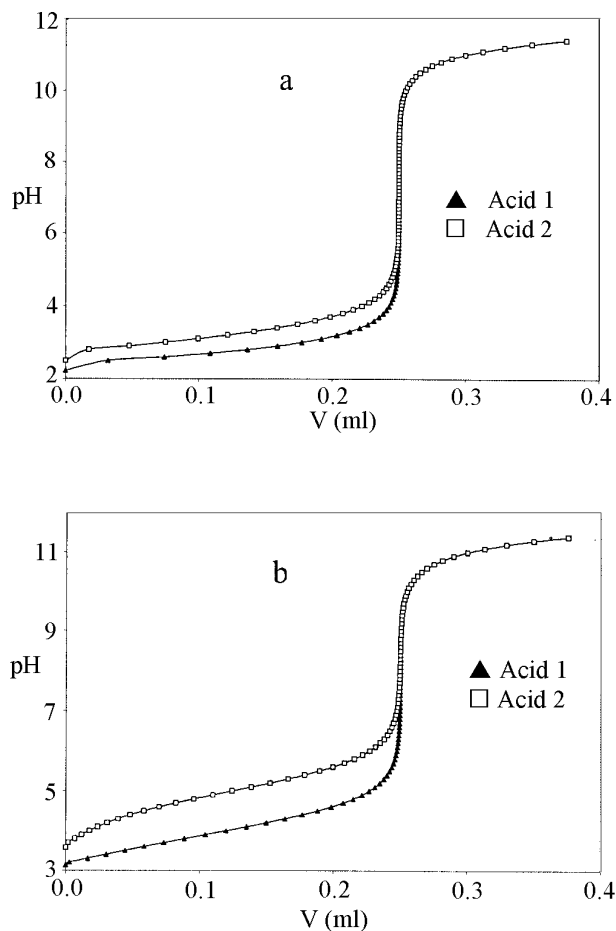 12
a
10
8
pH
▲ Acid 1
□ Acid 2
6
4
2
0.0 0.1 0.2 0.3 0.4
V (ml)
11
b
9
pH
▲ Acid 1
□ Acid 2
7
5
3
0.0 0.1 0.2 0.3 0.4
V (ml)